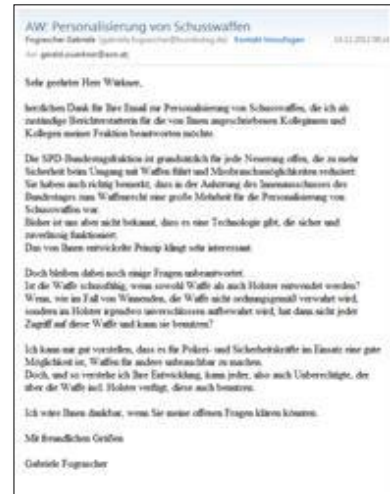 AW: Personalisierung von Schusswaffen
Fograscher Gabriele Kontakt hinzufügen
An:
Sehr geehrter Herr
herzlichen Dank für Ihre Email zur Personalisierung von Schusswaffen, die ich als
zuständige Berichterstatterin für die von Ihnen angeschriebenen Kolleginnen und
Kollegen meiner Fraktion beantworten möchte.
Die SPD-Bundestagsfraktion ist grundsätzlich für jede Neuerung offen, die zu mehr
Sicherheit beim Umgang mit Waffen führt und Missbrauchsmöglichkeiten reduziert.
Sie haben auch richtig bemerkt, dass in der Anhörung des Innenausschusses des
Bundestages zum Waffenrecht eine große Mehrheit für die Personalisierung von
Schusswaffen war.
Bisher ist uns aber nicht bekannt, dass es eine Technologie gibt, die sicher und
zuverlässig funktioniert.
Das von Ihnen entwickelte Prinzip klingt sehr interessant.
Doch bleiben dabei noch einige Fragen unbeantwortet.
Ist die Waffe schussfähig, wenn sowohl Waffe als auch Holster entwendet werden?
Wenn, wie im Fall von Winnenden, die Waffe nicht ordnungsgemäß verwahrt wird,
sondern im Holster irgendwo unverschlossen aufbewahrt wird, hat dann nicht jeder
Zugriff auf diese Waffe und kann sie benutzen?
Ich kann mir gut vorstellen, dass es für Polizei- und Sicherheitskräfte im Einsatz eine gute
Möglichkeit ist, Waffen für andere unbrauchbar zu machen.
Doch, und so verstehe ich Ihre Entwicklung, kann jeder, also auch Unberechtigte, der
über die Waffe incl. Holster verfügt, diese auch benutzen.
Ich wäre Ihnen dankbar, wenn Sie meine offenen Fragen klären könnten.
Mit freundlichen Grüßen
Gabriele Fograscher